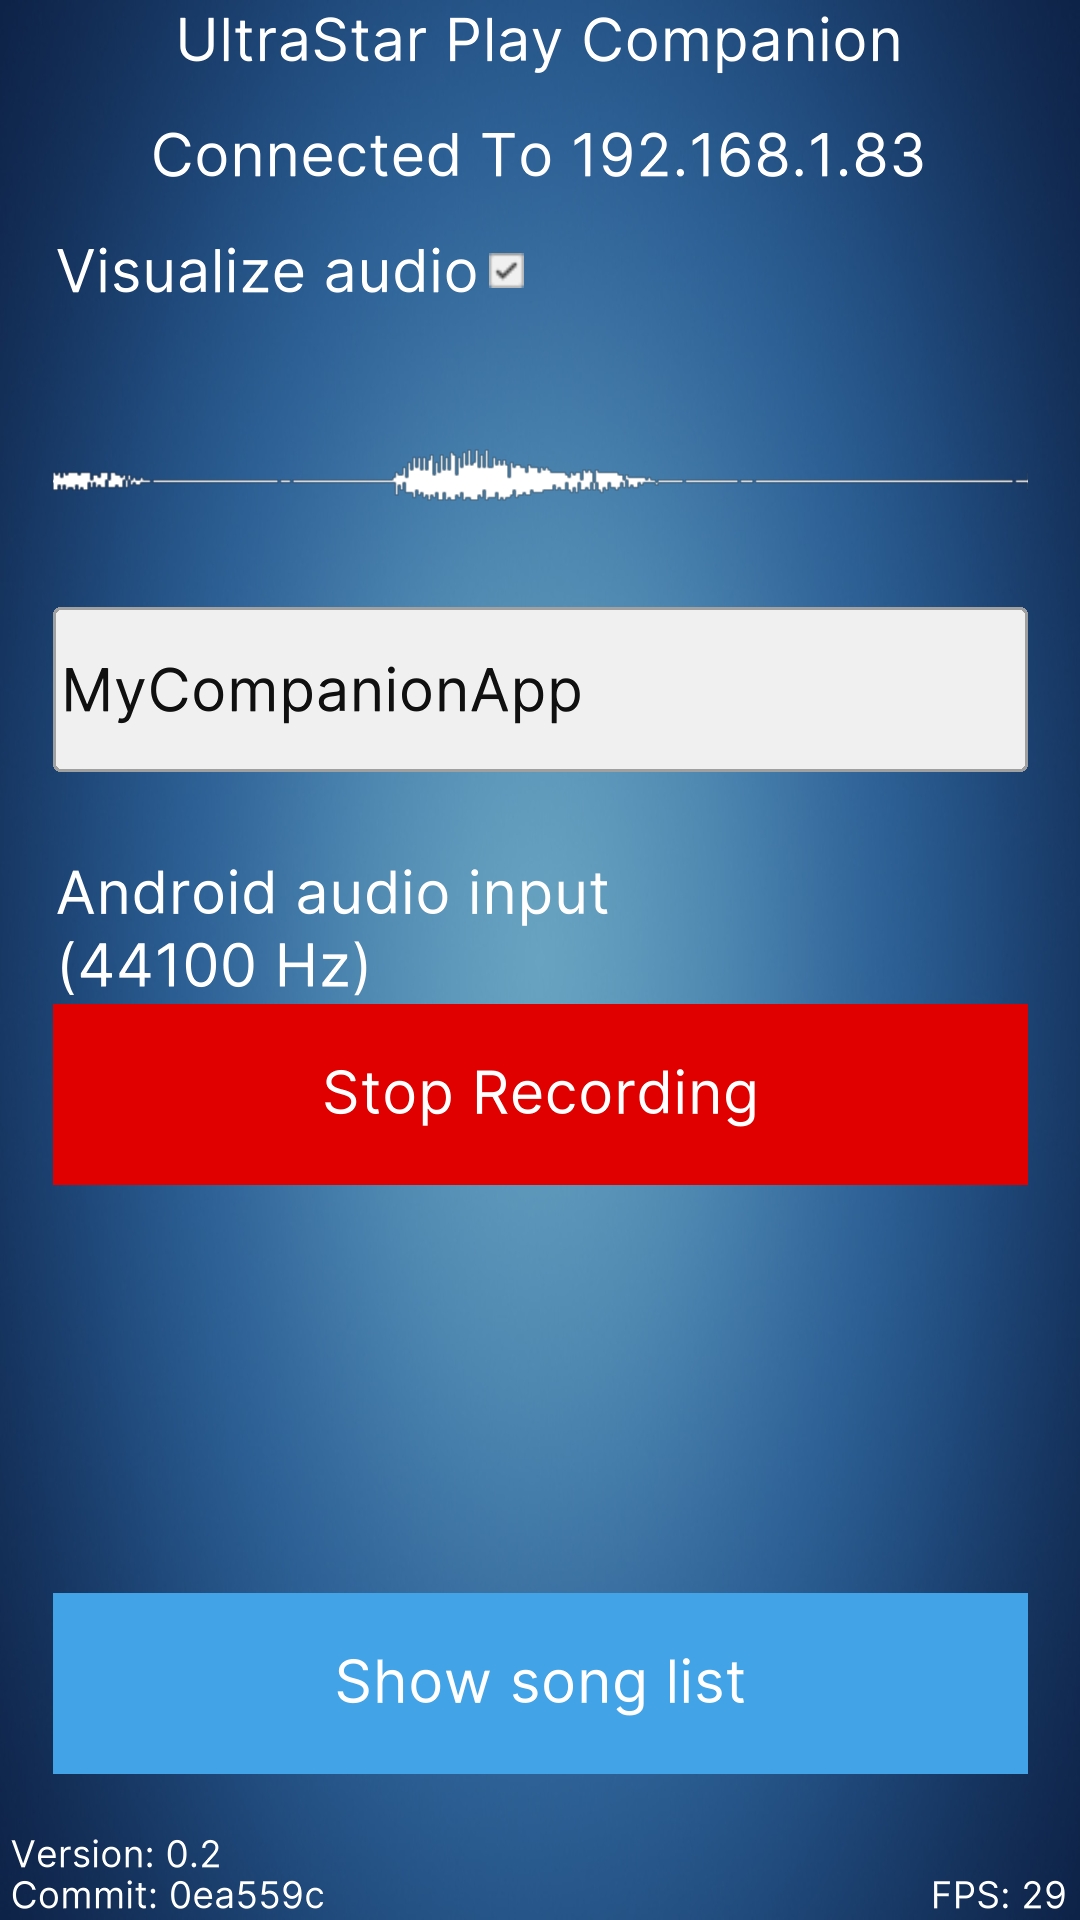 UltraStar Play Companion
Connected To 192.168.1.83
Visualize audio
MyCompanionApp
Android audio input
(44100 Hz)
Stop Recording
Show song list
Version: 0.2
Commit: 0ea559c
FPS: 29